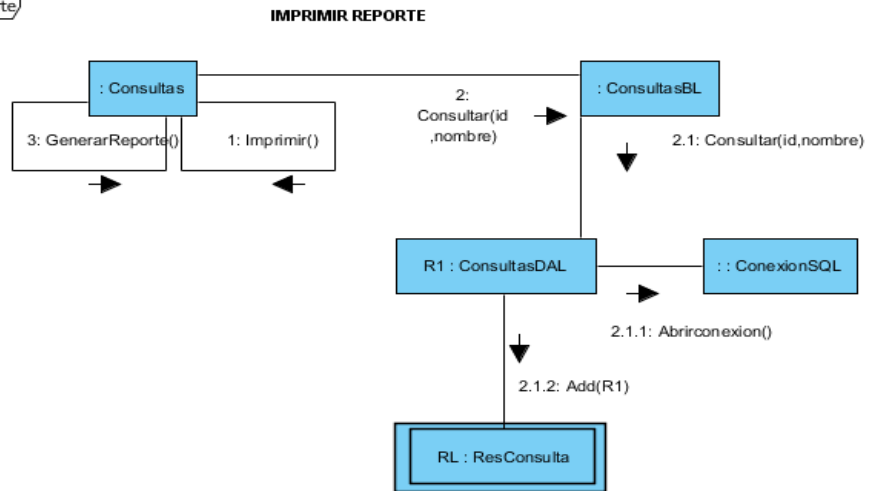 te
IMPRIMIR REPORTE
: Consultas
: ConsultasBL
2:
Consultar(id
,nombre)
3: GenerarReporte()
1: Imprimir()
2.1: Consultar(id,nombre)
R1 : ConsultasDAL
: : ConexionSQL
2.1.1: Abrirconexion()
2.1.2: Add(R1)
RL : ResConsulta